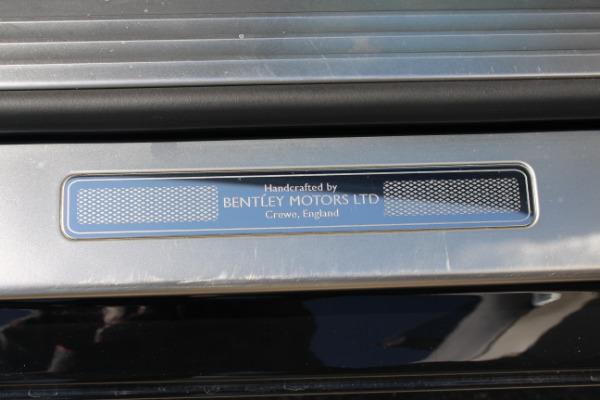 Handcrafted by
BENTLEY MOTORS LTD
Crewe, England